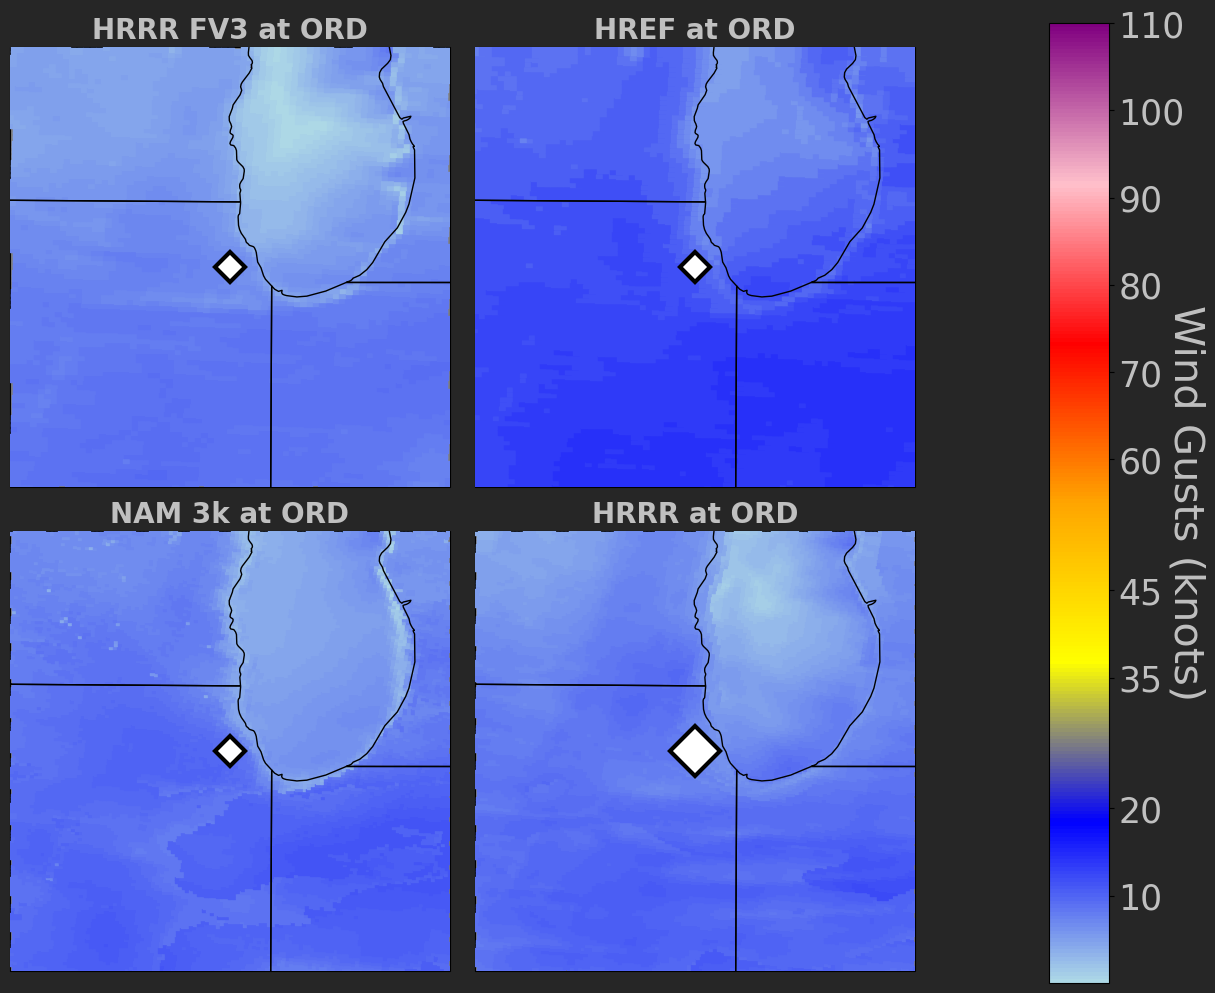 HRRR FV3 at ORD
HREF at ORD
NAM 3k at ORD
HRRR at ORD
110
100
90
80
70
60
45
35
20
10
Wind Gusts (knots)